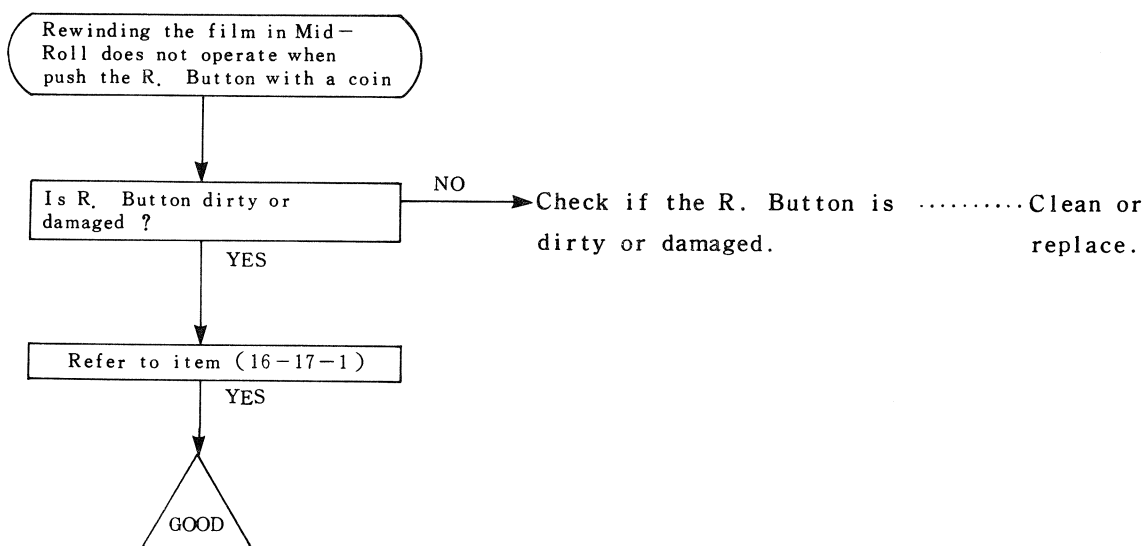 Rewinding the film in Mid-
Roll does not operate when
push the R. Button with a coin
Is R. Button dirty or
damaged ?
NO
Check if the R. Button is ·········· Clean or
dirty or damaged. replace.
YES
Refer to item (16-17-1)
YES
GOOD